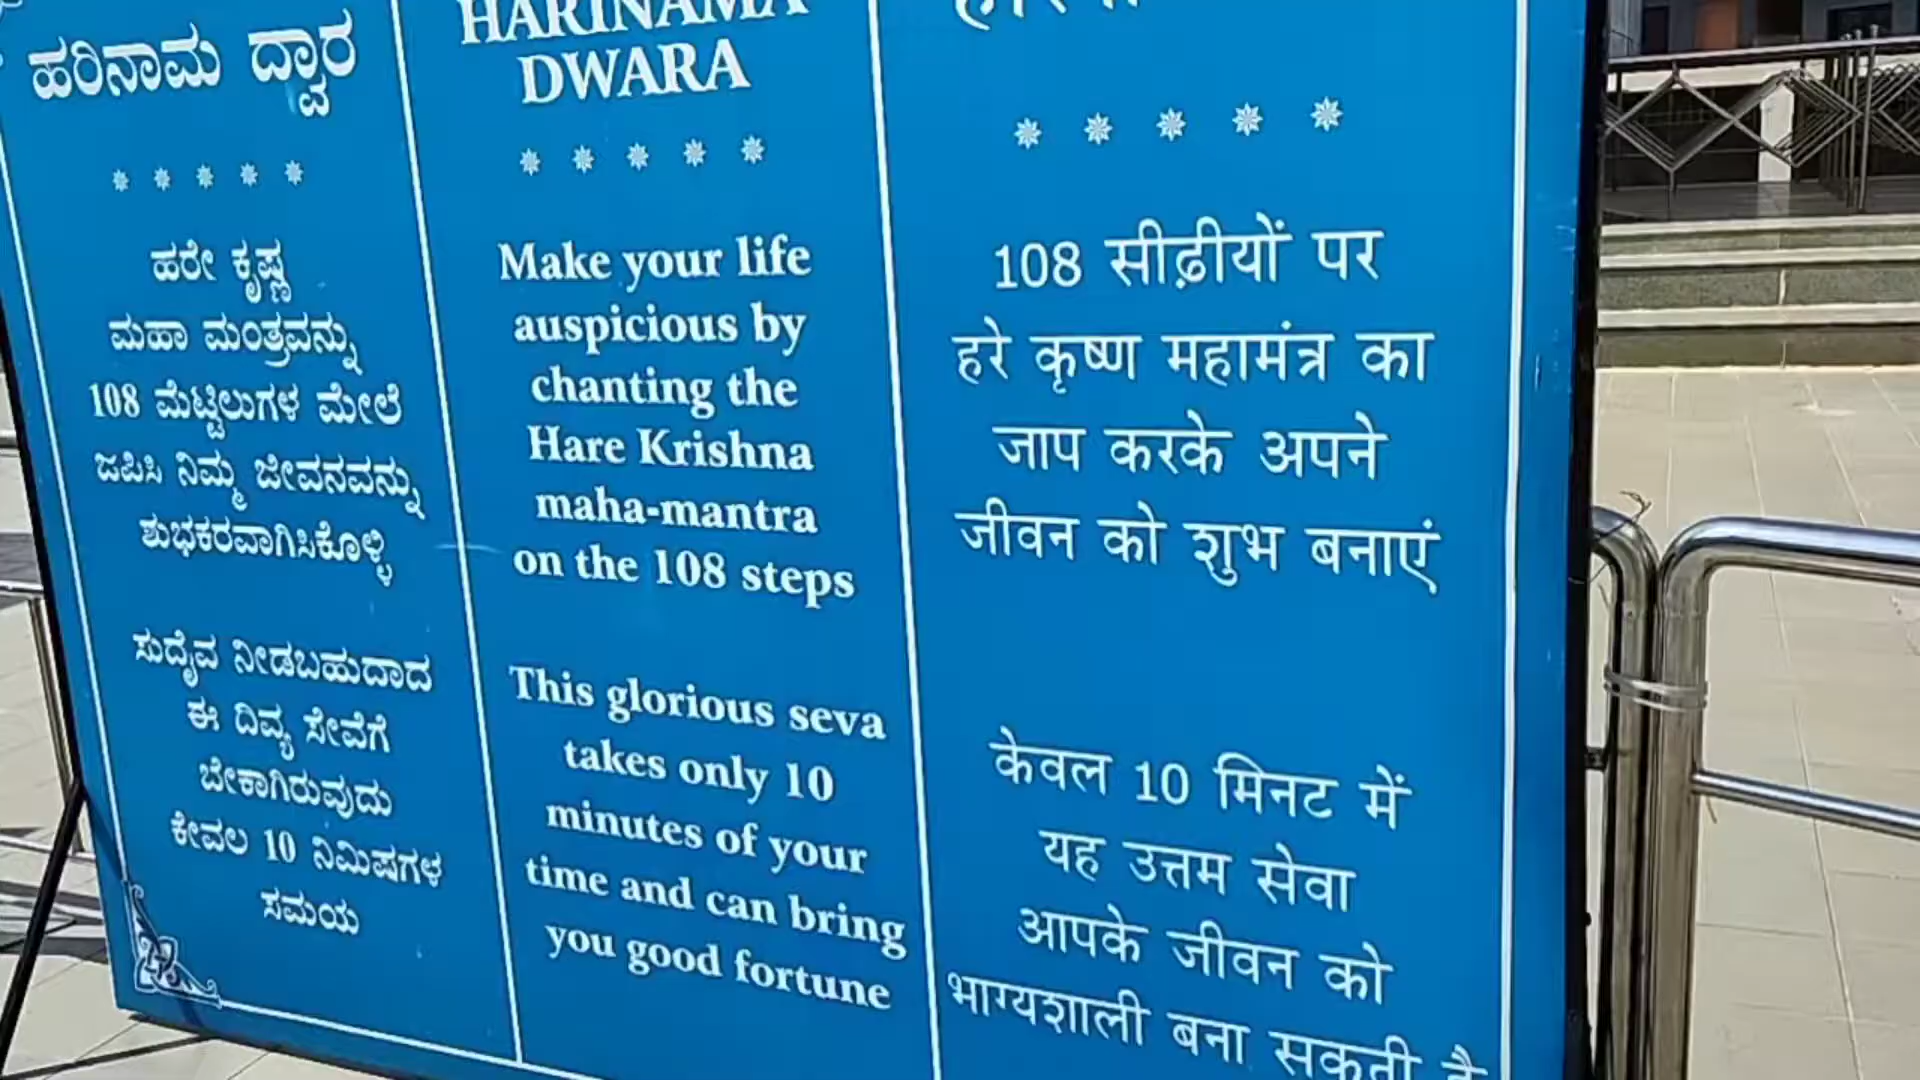 ಹರಿನಾಮ ದ್ವಾರ
ಹರೇ ಕೃಷ್ಣ
ಮಹಾ ಮಂತ್ರವನ್ನು
108 ಮೆಟ್ಟಿಲುಗಳ ಮೇಲೆ
ಜಪಿಸಿ ನಿಮ್ಮ ಜೀವನವನ್ನು
ಶುಭಕರವಾಗಿಸಿಕೊಳ್ಳಿ
ಸುದೈವ ನೀಡಬಹುದಾದ
ಈ ದಿವ್ಯ ಸೇವೆಗೆ
ಬೇಕಾಗಿರುವುದು
ಕೇವಲ 10 ನಿಮಿಷಗಳ
ಸಮಯ
HARINAMA
DWARA
Make your life
auspicious by
chanting the
Hare Krishna
maha-mantra
on the 108 steps
This glorious seva
takes only 10
minutes of your
time and can bring
you good fortune
108 सीढ़ीयों पर
हरे कृष्ण महामंत्र का
जाप करके अपने
जीवन को शुभ बनाएं
केवल 10 मिनट में
यह उत्तम सेवा
आपके जीवन को
भाग्यशाली बना सकती है